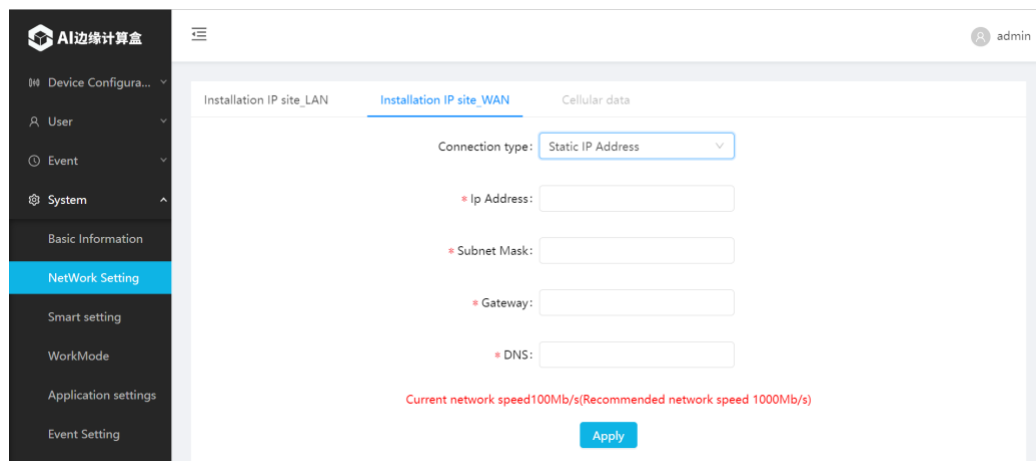 AI边缘计算盒
admin
Device Configura...
User
Event
System
Basic Information
NetWork Setting
Smart setting
WorkMode
Application settings
Event Setting
Installation IP site_LAN
Installation IP site_WAN
Cellular data
Connection type: Static IP Address
* Ip Address:
* Subnet Mask:
* Gateway:
* DNS:
Current network speed100Mb/s(Recommended network speed 1000Mb/s)
Apply